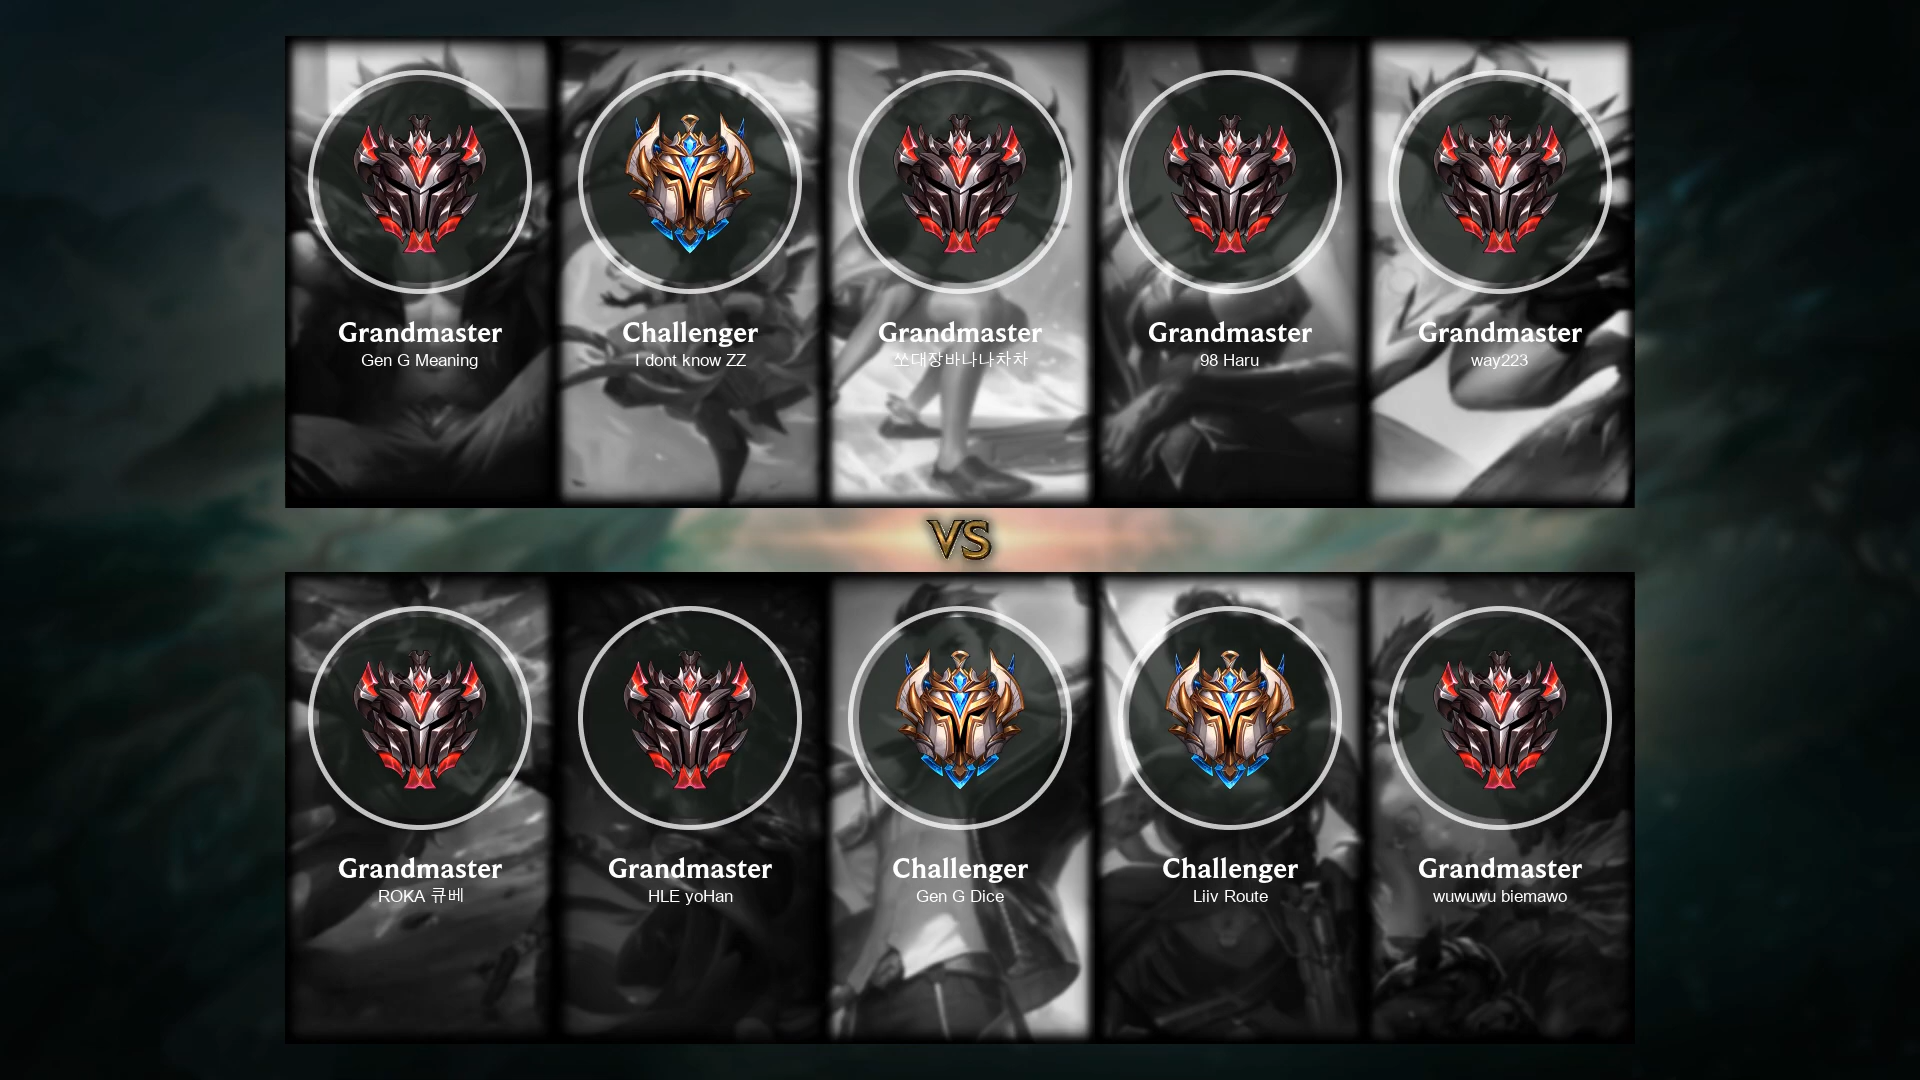 Grandmaster
Gen G Meaning
Challenger
I dont know ZZ
Grandmaster
쏘대장바나나차차
Grandmaster
98 Haru
Grandmaster
way223
VS
Grandmaster
ROKA 큐베
Grandmaster
HLE yoHan
Challenger
Gen G Dice
Challenger
Liiv Route
Grandmaster
wuwuwu biemawo